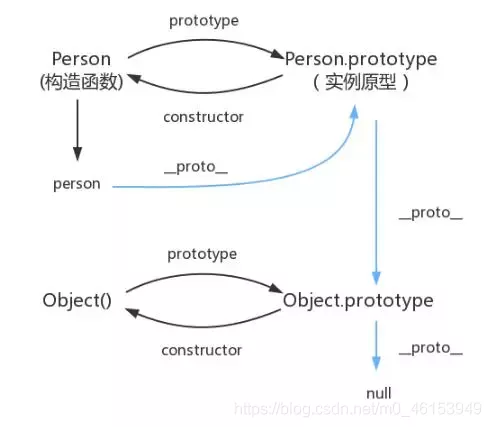 prototype
Person
(构造函数)
Person.prototype
（实例原型）
constructor
__proto__
person
__proto__
prototype
Object()
Object.prototype
constructor
__proto__
null
https://blog.csdn.net/m0_46153949